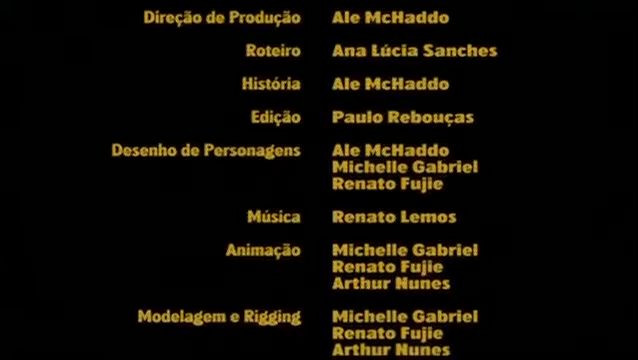 Direção de Produção Ale McHaddo
Roteiro Ana Lúcia Sanches
História Ale McHaddo
Edição Paulo Rebouças
Desenho de Personagens Ale McHaddo
Michelle Gabriel
Renato Fujie
Música Renato Lemos
Animação Michelle Gabriel
Renato Fujie
Arthur Nunes
Modelagem e Rigging Michelle Gabriel
Renato Fujie
Arthur Nunes